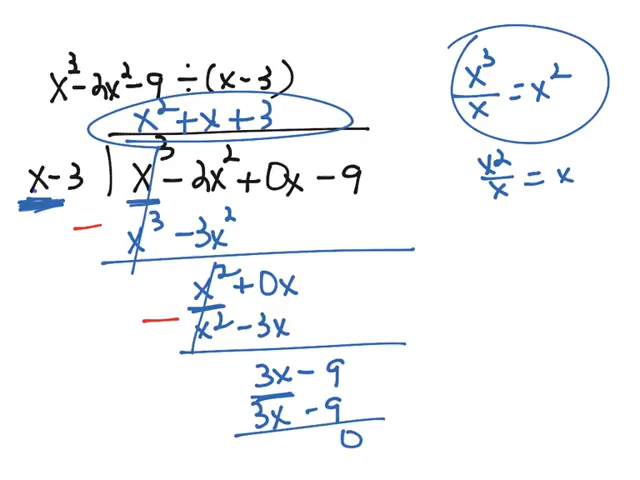 x³ - 2x² - 9 ÷ (x - 3)
x² + x + 3
x - 3 | x³ - 2x² + 0x - 9
- x³ - 3x²
x² + 0x
- x² - 3x
3x - 9
3x - 9
0
x³/x = x²
x²/x = x